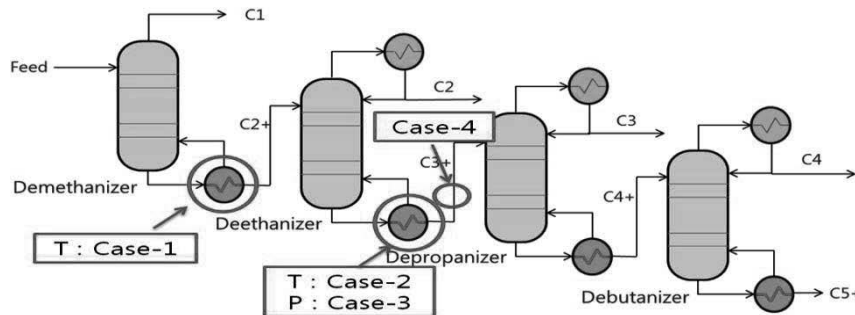 C1
Feed
C2
C2+
Case-4
C3
C3+
C4
C4+
Demethanizer
Deethanizer
Depropanizer
Debutanizer
T : Case-1
T : Case-2
P : Case-3
C5+